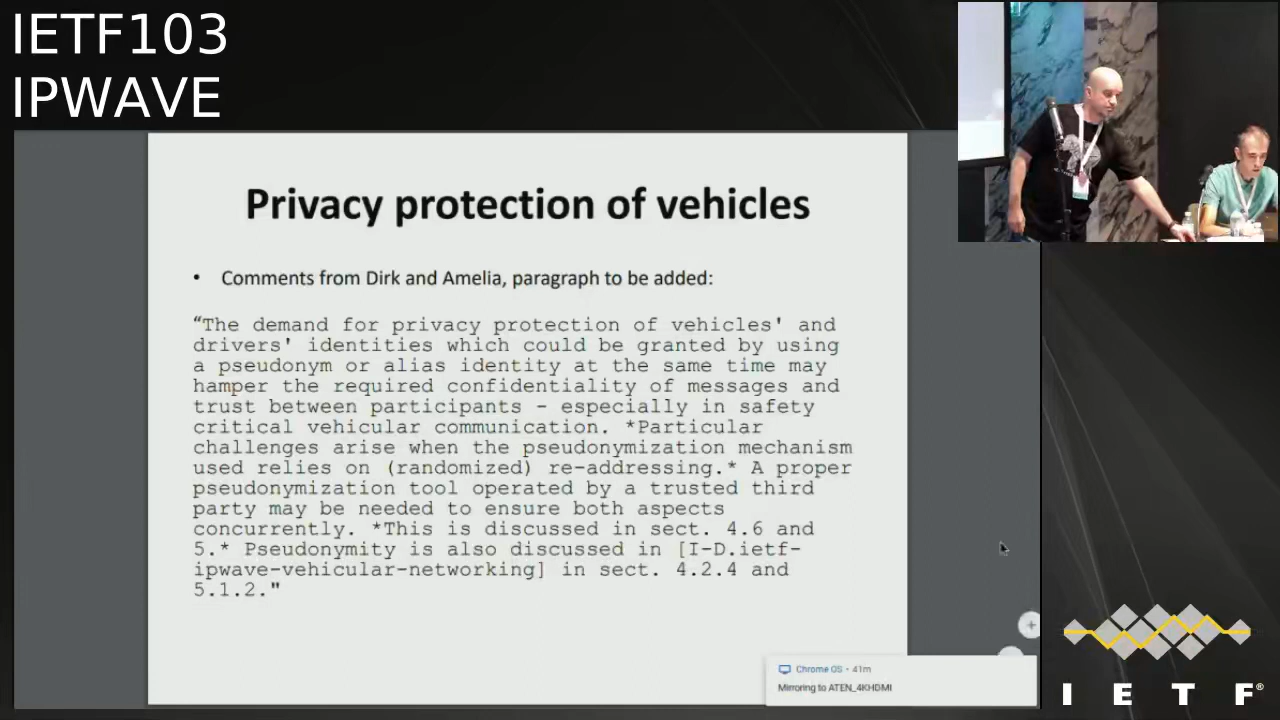 IETF103
IPWAVE
Privacy protection of vehicles
• Comments from Dirk and Amelia, paragraph to be added:
“The demand for privacy protection of vehicles' and
drivers' identities which could be granted by using
a pseudonym or alias identity at the same time may
hamper the required confidentiality of messages and
trust between participants – especially in safety
critical vehicular communication. *Particular
challenges arise when the pseudonymization mechanism
used relies on (randomized) re-addressing.* A proper
pseudonymization tool operated by a trusted third
party may be needed to ensure both aspects
concurrently. *This is discussed in sect. 4.6 and
5.* Pseudonymity is also discussed in [I-D.ietf-
ipwave-vehicular-networking] in sect. 4.2.4 and
5.1.2."
Chrome OS • 41m
Mirroring to ATEN_4KHDMI
I E T F®